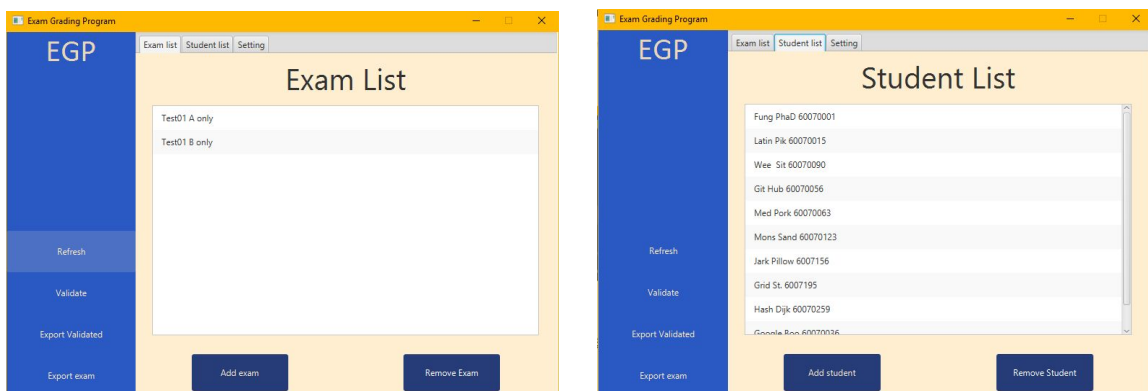 Exam Grading Program
EGP
Exam list Student list Setting
Exam List
Test01 A only
Test01 B only
Refresh
Validate
Export Validated
Export exam
Add exam Remove Exam
Exam Grading Program
EGP
Exam list Student list Setting
Student List
Fung PhaD 60070001
Latin Pik 60070015
Wee Sit 60070090
Git Hub 60070056
Med Pork 60070063
Mons Sand 60070123
Jark Pillow 6007156
Grid St. 6007195
Hash Dijk 60070259
Google Boo 60070036
Refresh
Validate
Export Validated
Export exam
Add student Remove Student